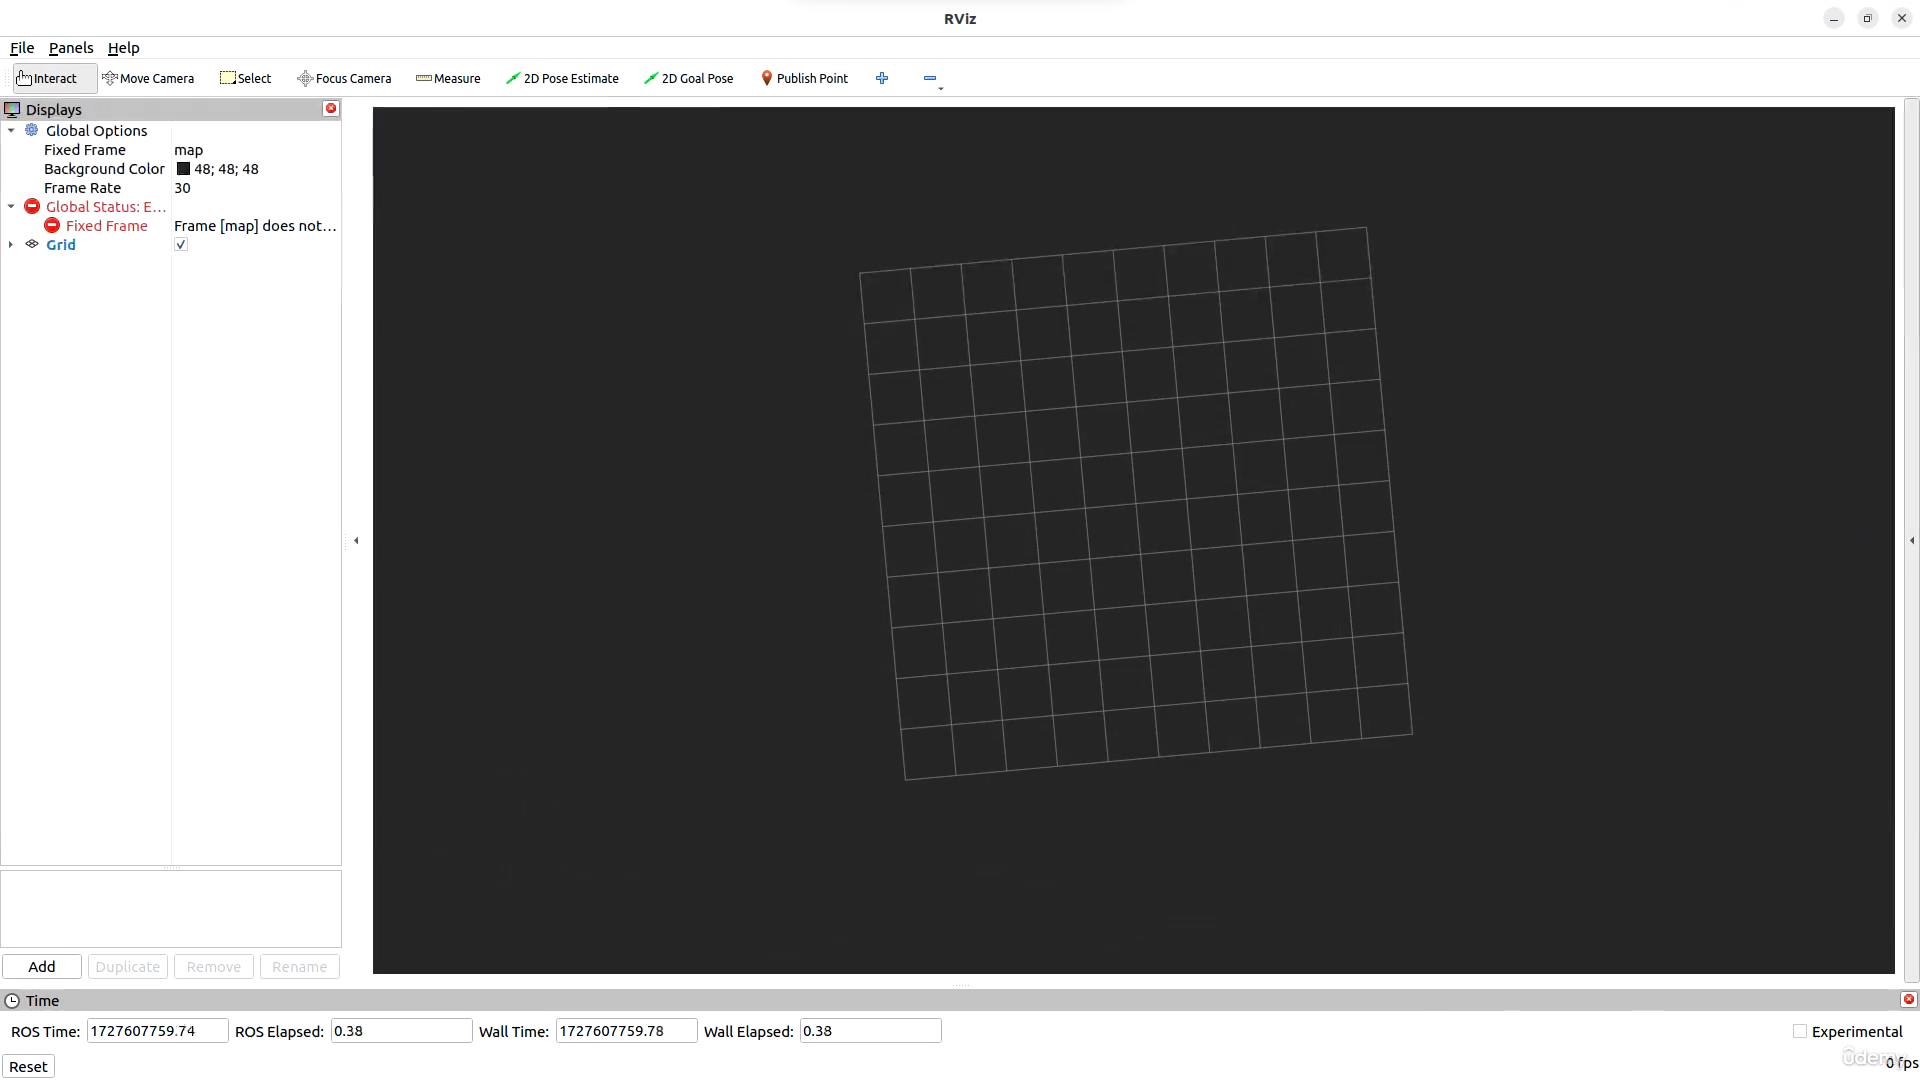 RViz
File Panels Help
Interact Move Camera Select Focus Camera Measure 2D Pose Estimate 2D Goal Pose Publish Point
Displays
Global Options
Fixed Frame map
Background Color 48; 48; 48
Frame Rate 30
Global Status: E...
Fixed Frame Frame [map] does not...
Grid
Add Duplicate Remove Rename
Time
ROS Time: 1727607759.74 ROS Elapsed: 0.38 Wall Time: 1727607759.78 Wall Elapsed: 0.38 Experimental
Reset 0 fps
udemy